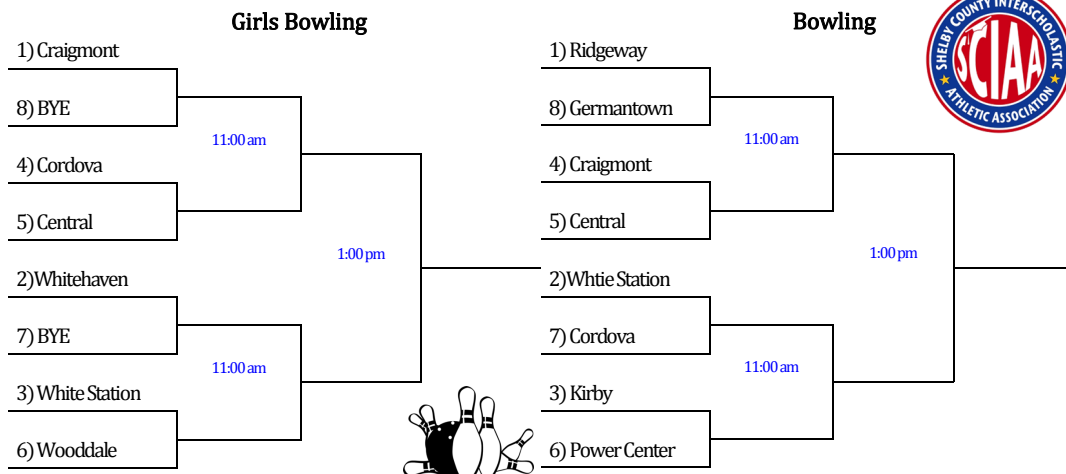 Girls Bowling
1) Craigmont
8) BYE
11:00 am
4) Cordova
5) Central
1:00 pm
2)Whitehaven
7) BYE
11:00 am
3) White Station
6) Wooddale
Bowling
1) Ridgeway
8) Germantown
11:00 am
4) Craigmont
5) Central
1:00 pm
2)Whtie Station
7) Cordova
11:00 am
3) Kirby
6) Power Center
SHELBY COUNTY INTERSCHOLASTIC
SCIAA
ATHLETIC ASSOCIATION